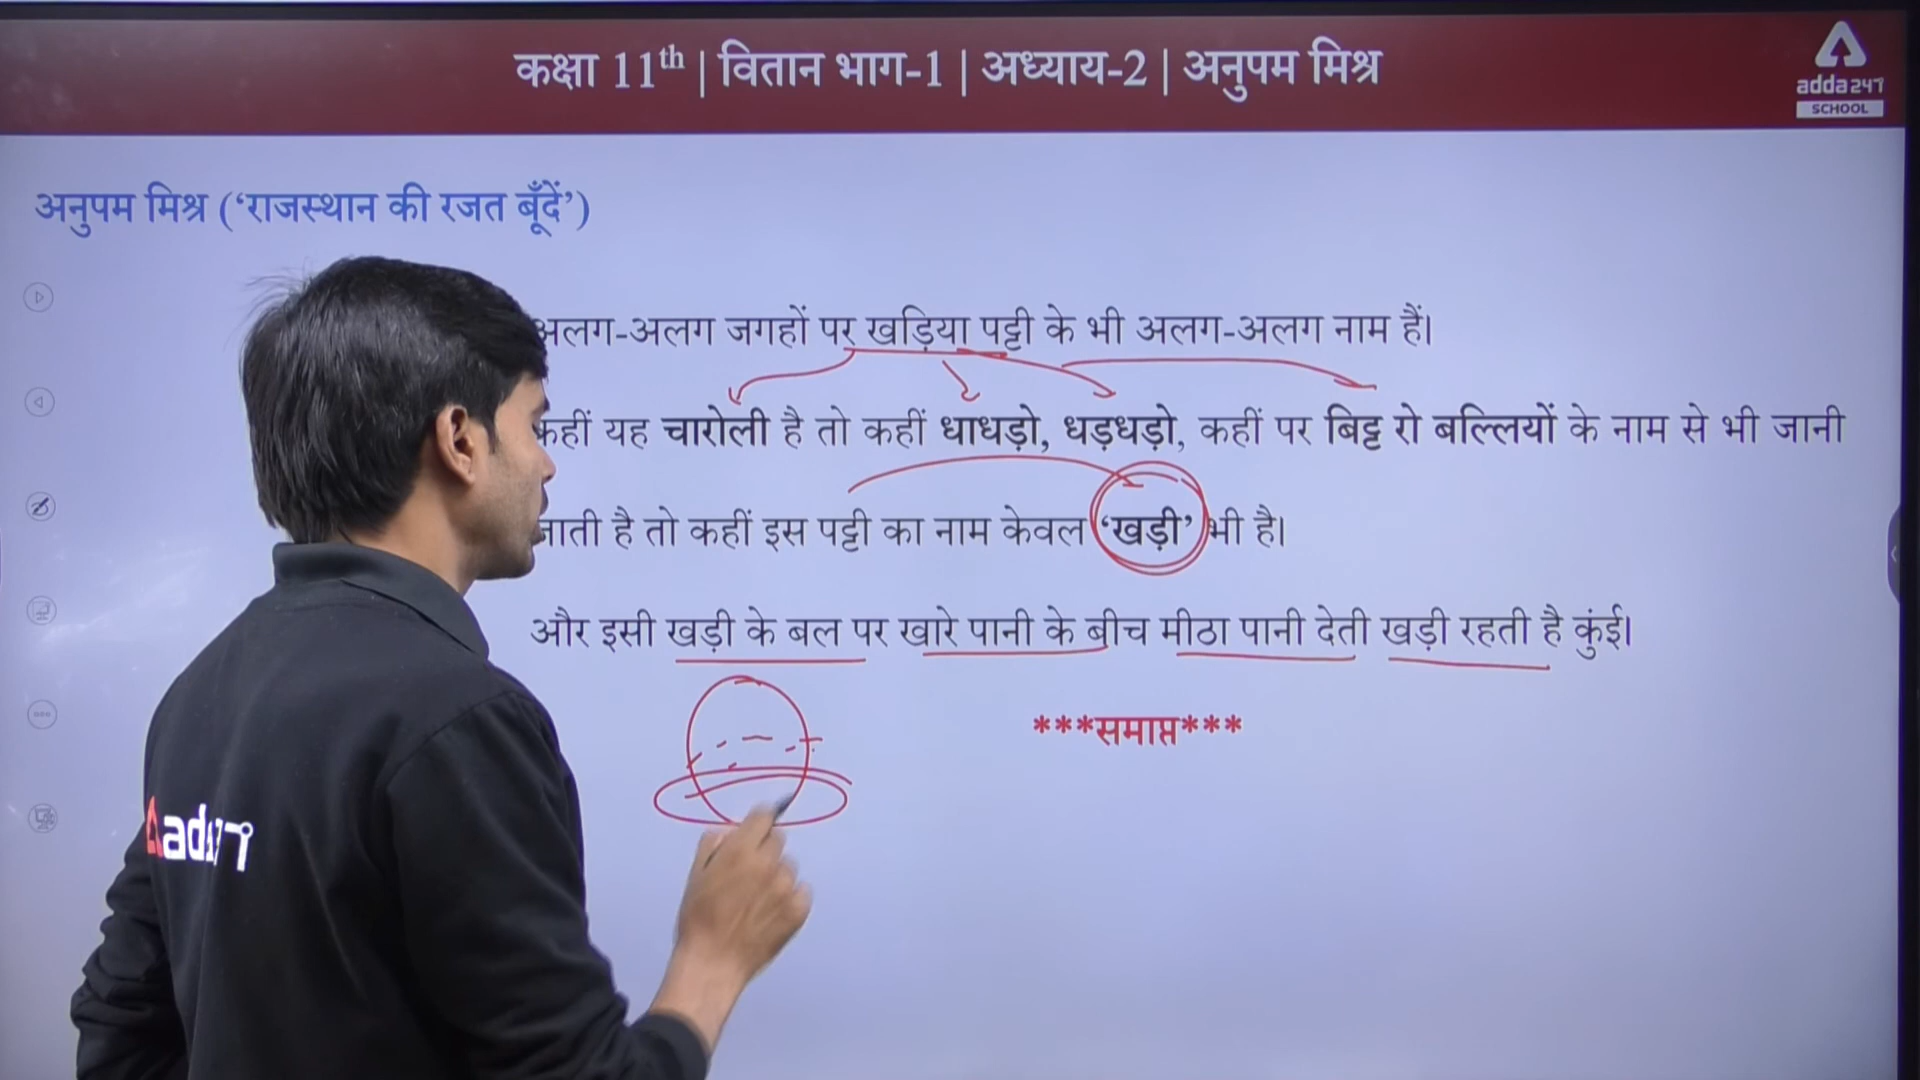 कक्षा 11th | वितान भाग-1 | अध्याय-2 | अनुपम मिश्र
adda247
SCHOOL
अनुपम मिश्र (‘राजस्थान की रजत बूँदें’)
अलग-अलग जगहों पर खड़िया पट्टी के भी अलग-अलग नाम हैं।
कहीं यह चारोली है तो कहीं धाधड़ो, धड़धड़ो, कहीं पर बिट्ट रो बल्लियों के नाम से भी जानी
जाती है तो कहीं इस पट्टी का नाम केवल ‘खड़ी’ भी है।
और इसी खड़ी के बल पर खारे पानी के बीच मीठा पानी देती खड़ी रहती है कुंई।
***समाप्त***